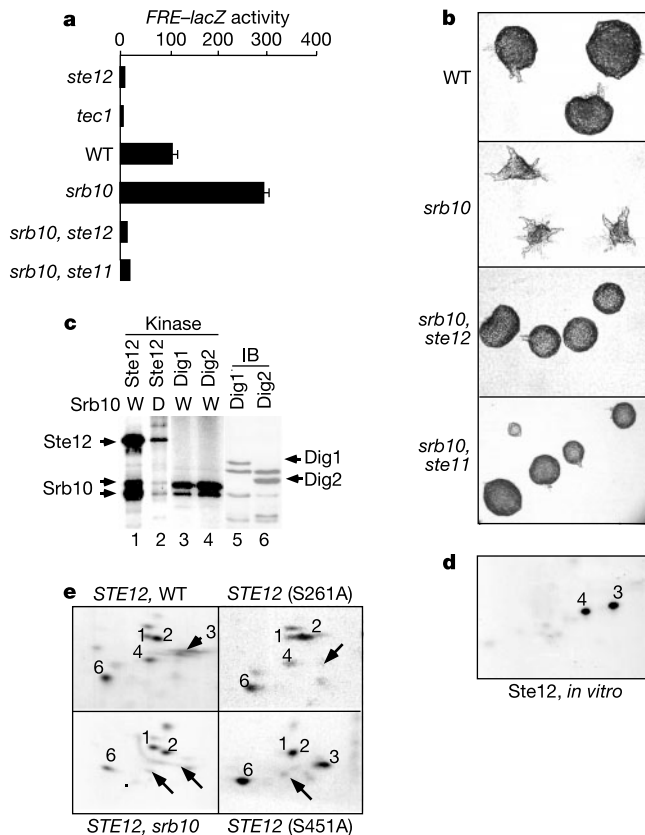 a
FRE–lacZ activity
0 100 200 300 400
ste12
tec1
WT
srb10
srb10, ste12
srb10, ste11
b
WT
srb10
srb10,
ste12
srb10,
ste11
c
Kinase
IB
Ste12 Ste12 Dig1 Dig2 Dig1 Dig2
Srb10 W D W W
Ste12
Srb10
Dig1
Dig2
1 2 3 4 5 6
d
4 3
Ste12, in vitro
e
STE12, WT
1 2 3
4
6
STE12 (S261A)
1 2
4
6
1 2
6
STE12, srb10
1 2
3
6
STE12 (S451A)